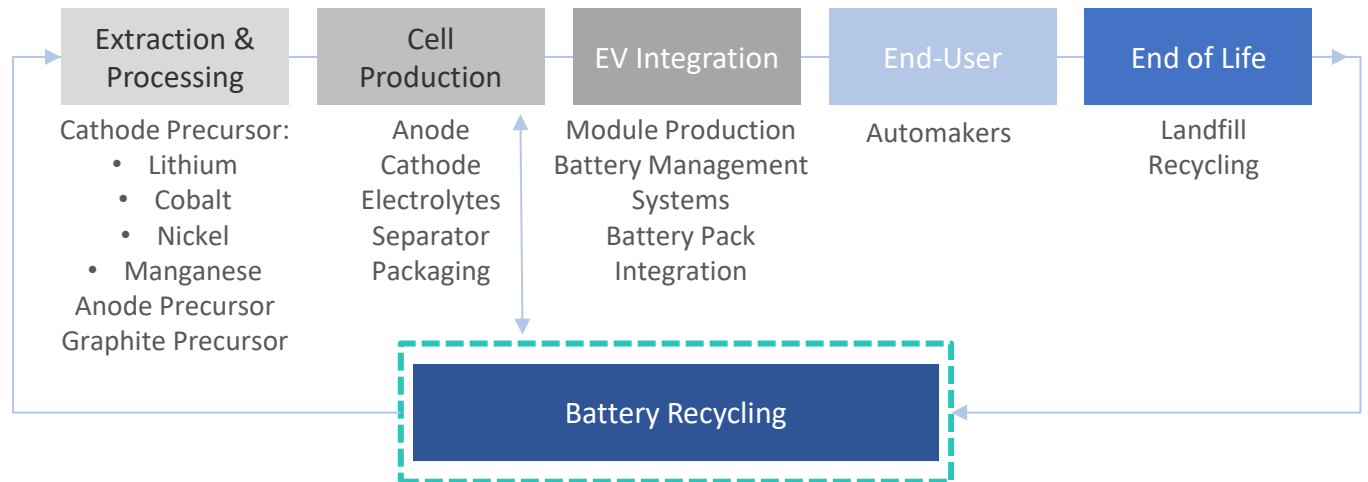 Extraction &
Processing
Cell
Production
EV Integration
End-User
End of Life
Cathode Precursor:
• Lithium
• Cobalt
• Nickel
• Manganese
Anode Precursor
Graphite Precursor
Anode
Cathode
Electrolytes
Separator
Packaging
Module Production
Battery Management
Systems
Battery Pack
Integration
Automakers
Landfill
Recycling
Battery Recycling